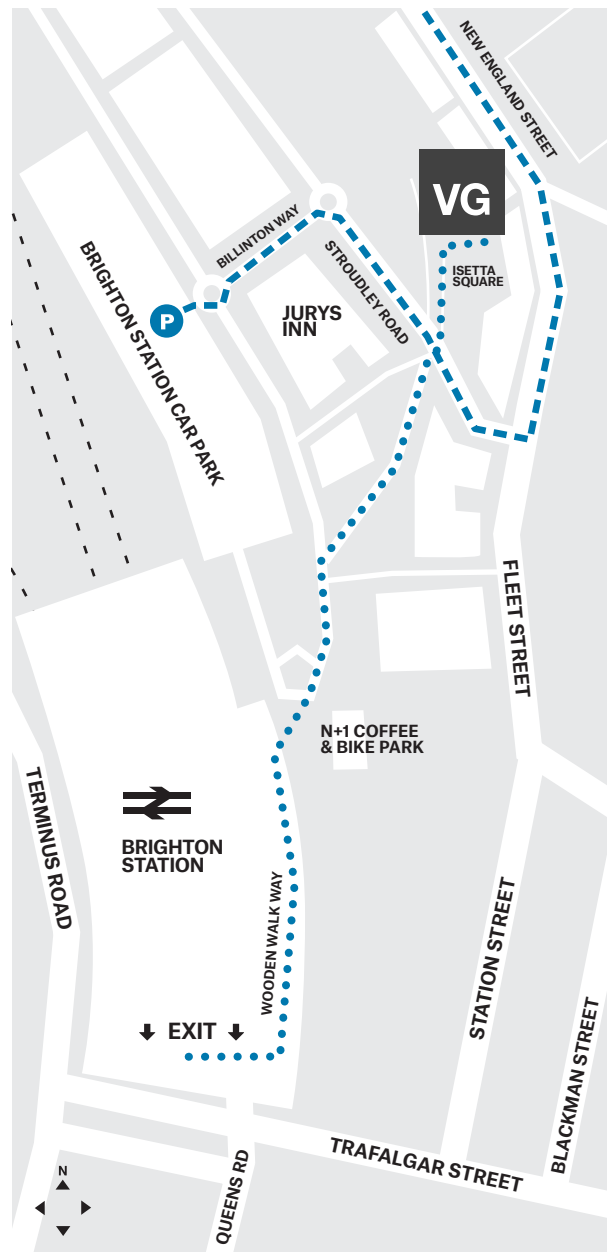 NEW ENGLAND STREET
VG
BILLINTON WAY
ISETTA
SQUARE
STROUDLEY ROAD
BRIGHTON STATION CAR PARK
JURYS
INN
P
FLEET STREET
N+1 COFFEE
& BIKE PARK
TERMINUS ROAD
BRIGHTON
STATION
WOODEN WALK WAY
STATION STREET
EXIT
BLACKMAN STREET
TRAFALGAR STREET
QUEENS RD
N